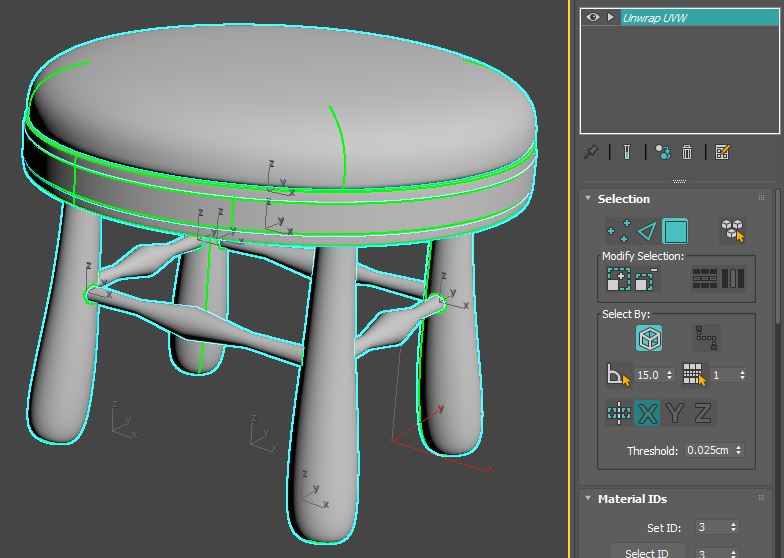 Unwrap UVW
Selection
Modify Selection:
Select By:
15.0
1
X Y Z
Threshold: 0.025cm
Material IDs
Set ID: 3
Select ID 3
z
y
x
z
z
z
y
x
y
x
z
x
z
y
x
z
y
x
z
y
x
y
x
z
y
x